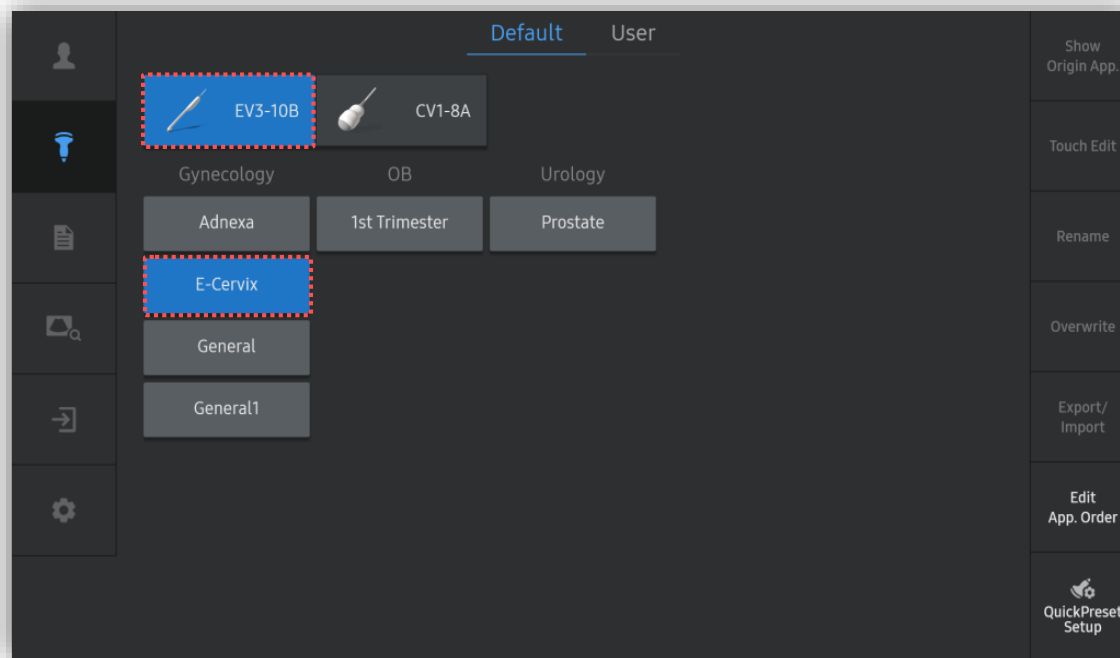 Default User
EV3-10B CV1-8A
Gynecology OB Urology
Adnexa 1st Trimester Prostate
E-Cervix
General
General1
Show
Origin App.
Touch Edit
Rename
Overwrite
Export/
Import
Edit
App. Order
QuickPreset
Setup